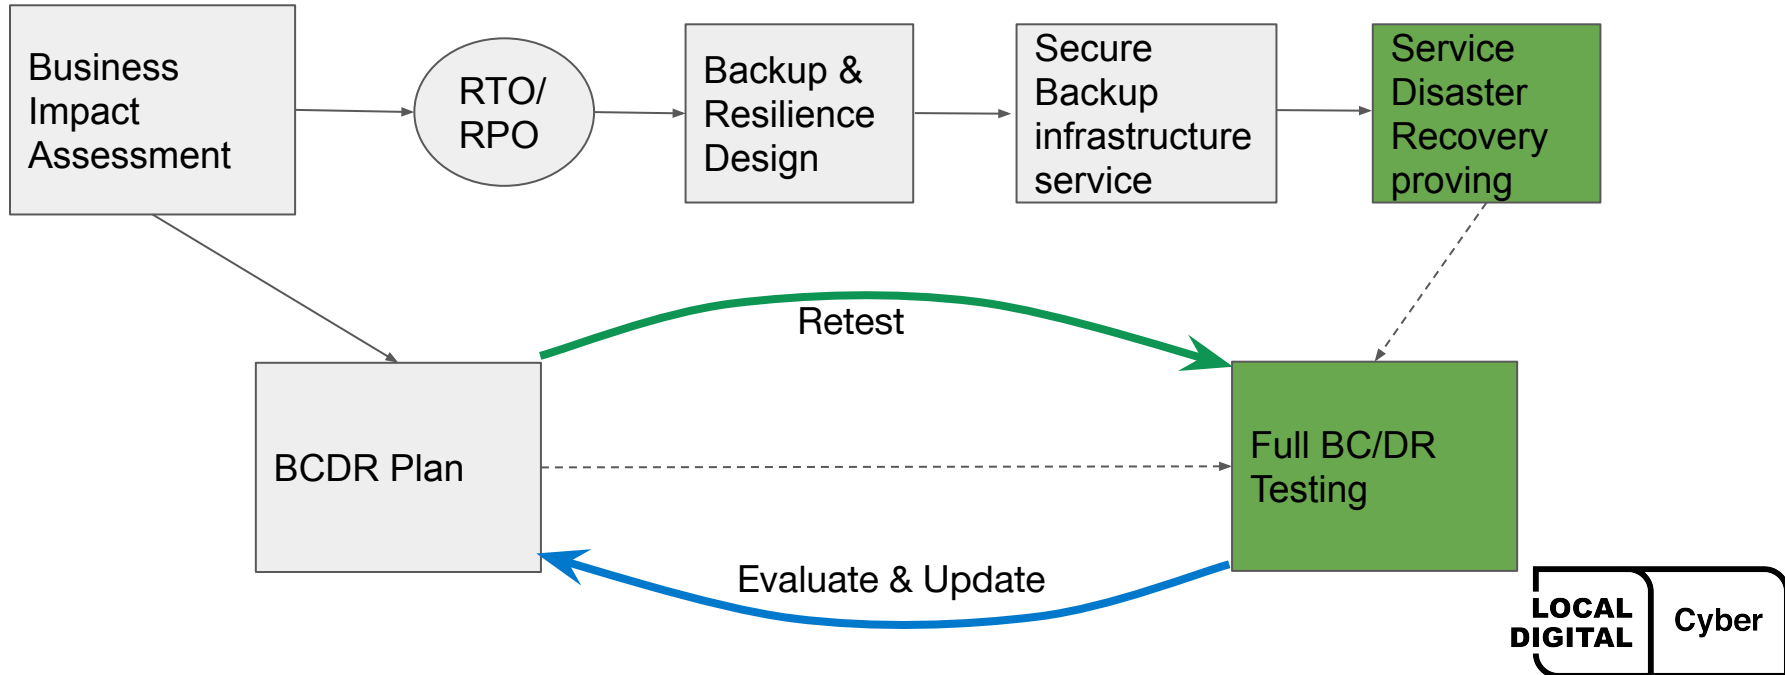 Business
Impact
Assessment
RTO/
RPO
Backup &
Resilience
Design
Secure
Backup
infrastructure
service
Service
Disaster
Recovery
proving
Retest
BCDR Plan
Full BC/DR
Testing
Evaluate & Update
LOCAL
DIGITAL
Cyber